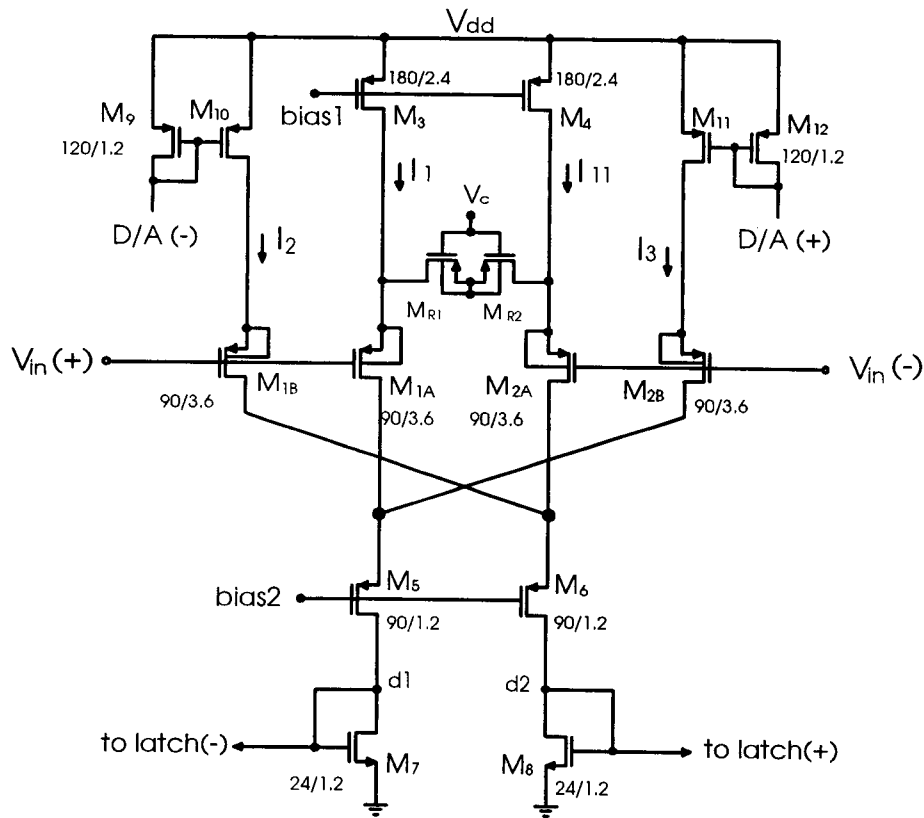 Vdd
180/2.4
180/2.4
M9
M10
bias1
M3
M4
M11
M12
120/1.2
120/1.2
I1
I11
D/A (-)
Vc
D/A (+)
I2
I3
MR1
MR2
Vin (+)
Vin (-)
M1B
M1A
M2A
M2B
90/3.6
90/3.6
90/3.6
90/3.6
M5
M6
bias2
90/1.2
90/1.2
d1
d2
to latch(-)
to latch(+)
M7
M8
24/1.2
24/1.2